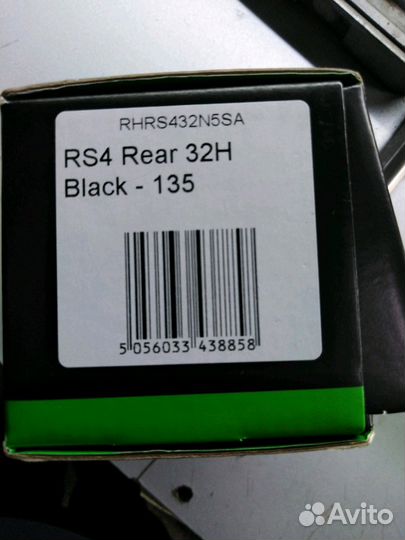 RHRS432N5SA
RS4 Rear 32H
Black - 135
5 056033 438858
Avito